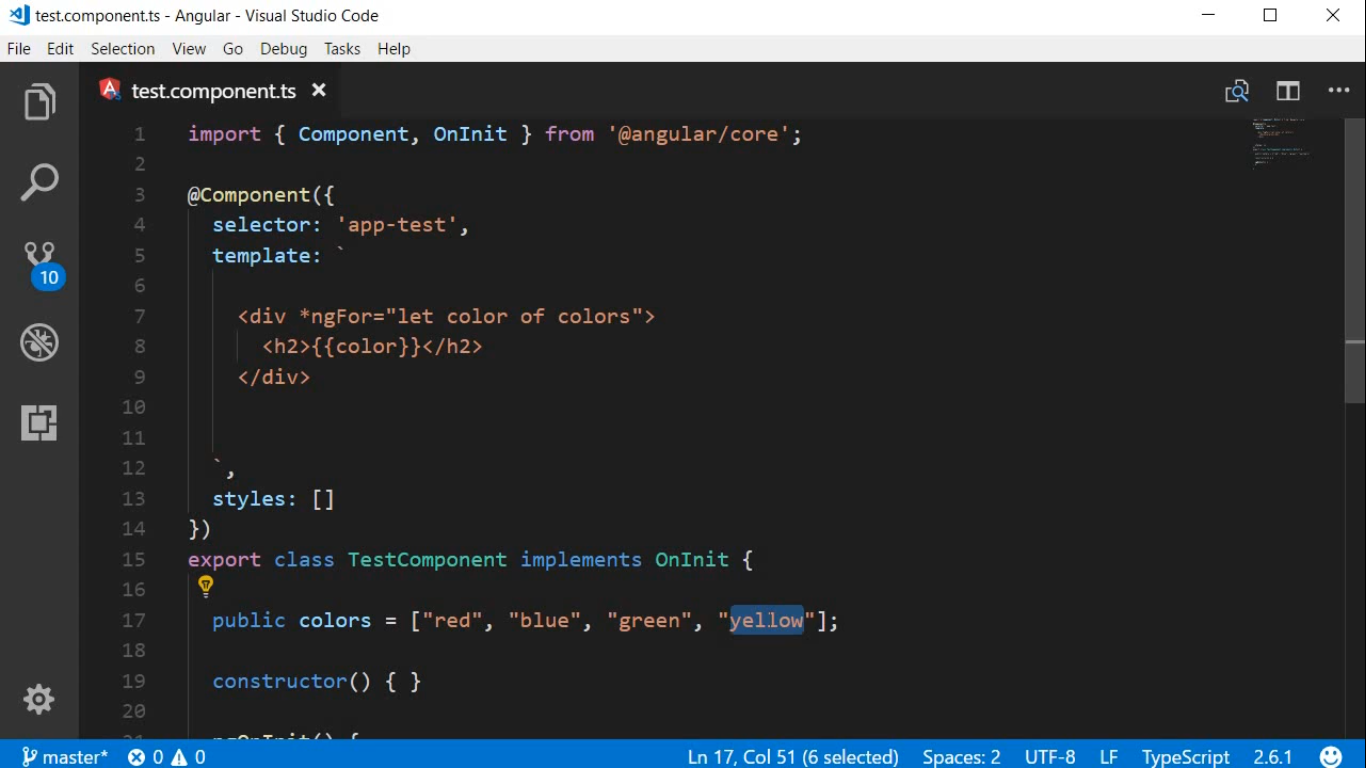 test.component.ts - Angular - Visual Studio Code
File Edit Selection View Go Debug Tasks Help
test.component.ts
1 import { Component, OnInit } from '@angular/core';
2
3 @Component({
4 selector: 'app-test',
5 template: `
6
7 <div *ngFor="let color of colors">
8 <h2>{{color}}</h2>
9 </div>
10
11
12 `,
13 styles: []
14 })
15 export class TestComponent implements OnInit {
16
17 public colors = ["red", "blue", "green", "yellow"];
18
19 constructor() { }
20
21 ngOnInit() {
10
master* 0 0 Ln 17, Col 51 (6 selected) Spaces: 2 UTF-8 LF TypeScript 2.6.1